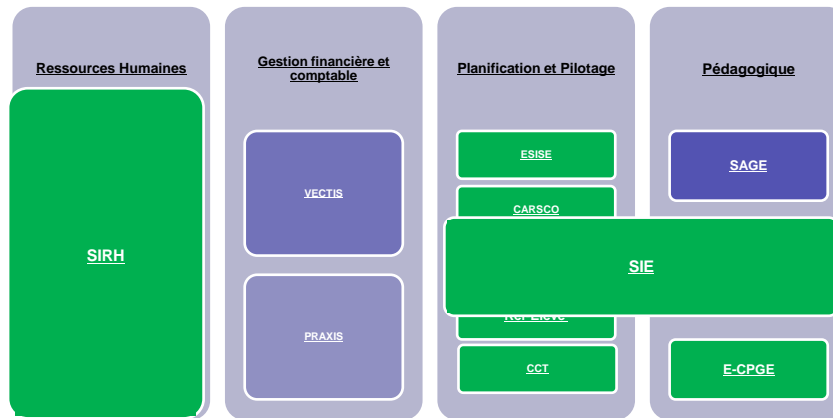 Ressources Humaines
SIRH
Gestion financière et
comptable
VECTIS
PRAXIS
Planification et Pilotage
ESISE
CARSCO
SIE
CCT
Pédagogique
SAGE
E-CPGE